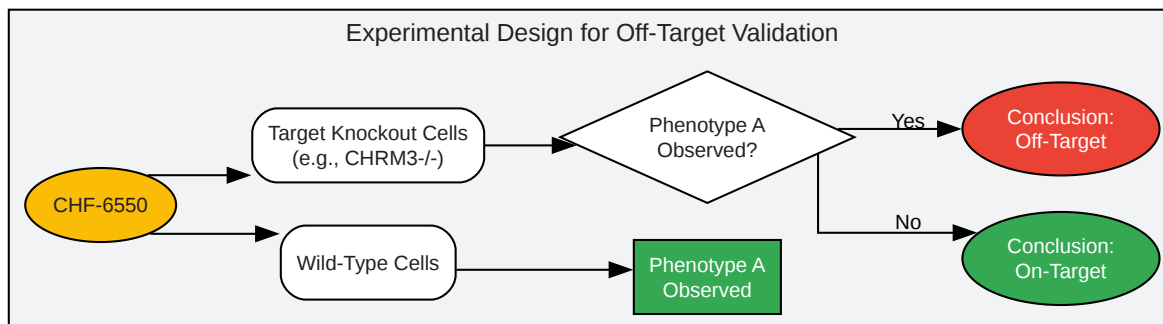 Experimental Design for Off-Target Validation
Target Knockout Cells
(e.g., CHRM3-/-)
Phenotype A
Observed?
Yes
Conclusion:
Off-Target
CHF-6550
No
Wild-Type Cells
Phenotype A
Observed
Conclusion:
On-Target